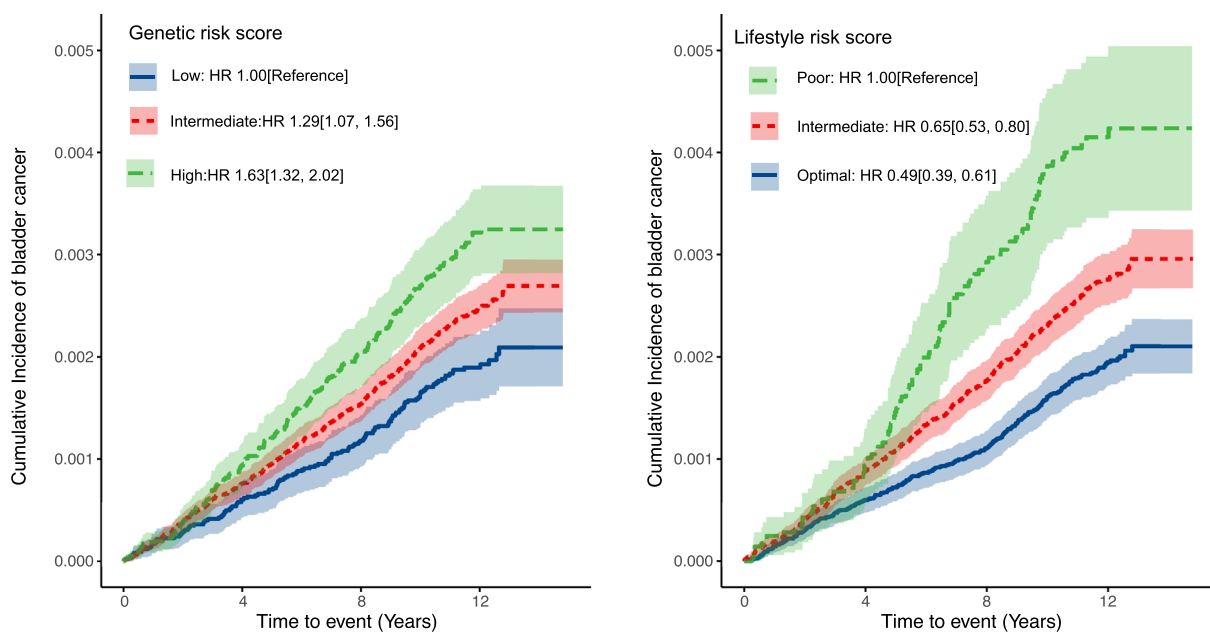 Genetic risk score
Low: HR 1.00[Reference]
Intermediate:HR 1.29[1.07, 1.56]
High:HR 1.63[1.32, 2.02]
Cumulative Incidence of bladder cancer
0.005
0.004
0.003
0.002
0.001
0.000
0 4 8 12
Time to event (Years)
Lifestyle risk score
Poor: HR 1.00[Reference]
Intermediate: HR 0.65[0.53, 0.80]
Optimal: HR 0.49[0.39, 0.61]
Cumulative Incidence of bladder cancer
0.005
0.004
0.003
0.002
0.001
0.000
0 4 8 12
Time to event (Years)